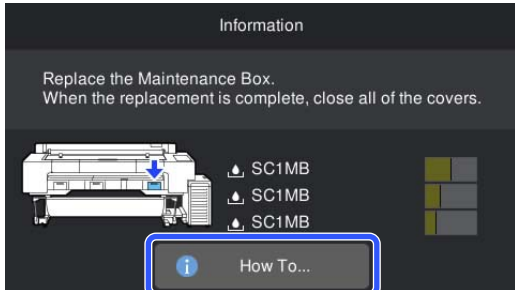 Information
Replace the Maintenance Box.
When the replacement is complete, close all of the covers.
SC1MB
SC1MB
SC1MB
How To...